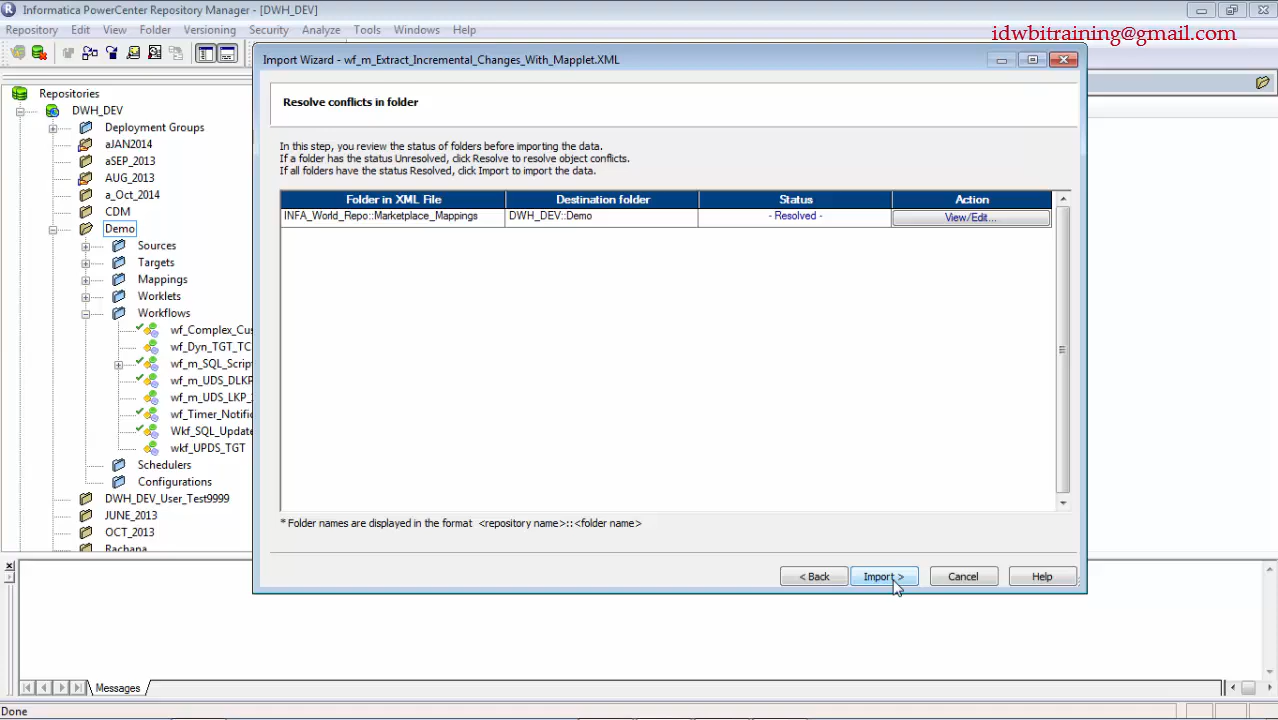 Informatica PowerCenter Repository Manager - [DWH_DEV]
Repository Edit View Folder Versioning Security Analyze Tools Windows Help
idwbitraining@gmail.com
Import Wizard - wf_m_Extract_Incremental_Changes_With_Mapplet.XML
Resolve conflicts in folder
In this step, you review the status of folders before importing the data.
If a folder has the status Unresolved, click Resolve to resolve object conflicts.
If all folders have the status Resolved, click Import to import the data.
Folder in XML File Destination folder Status Action
INFA_World_Repo::Marketplace_Mappings DWH_DEV::Demo - Resolved - View/Edit...
* Folder names are displayed in the format <repository name>::<folder name>
< Back Import > Cancel Help
Repositories
DWH_DEV
Deployment Groups
aJAN2014
aSEP_2013
AUG_2013
a_Oct_2014
CDM
Demo
Sources
Targets
Mappings
Worklets
Workflows
wf_Complex_Cus
wf_Dyn_TGT_TC
wf_m_SQL_Scrip
wf_m_UDS_DLKP
wf_m_UDS_LKP_
wf_Timer_Notific
Wkf_SQL_Update
wkf_UPDS_TGT
Schedulers
Configurations
DWH_DEV_User_Test9999
JUNE_2013
OCT_2013
Rachana
Messages
Done